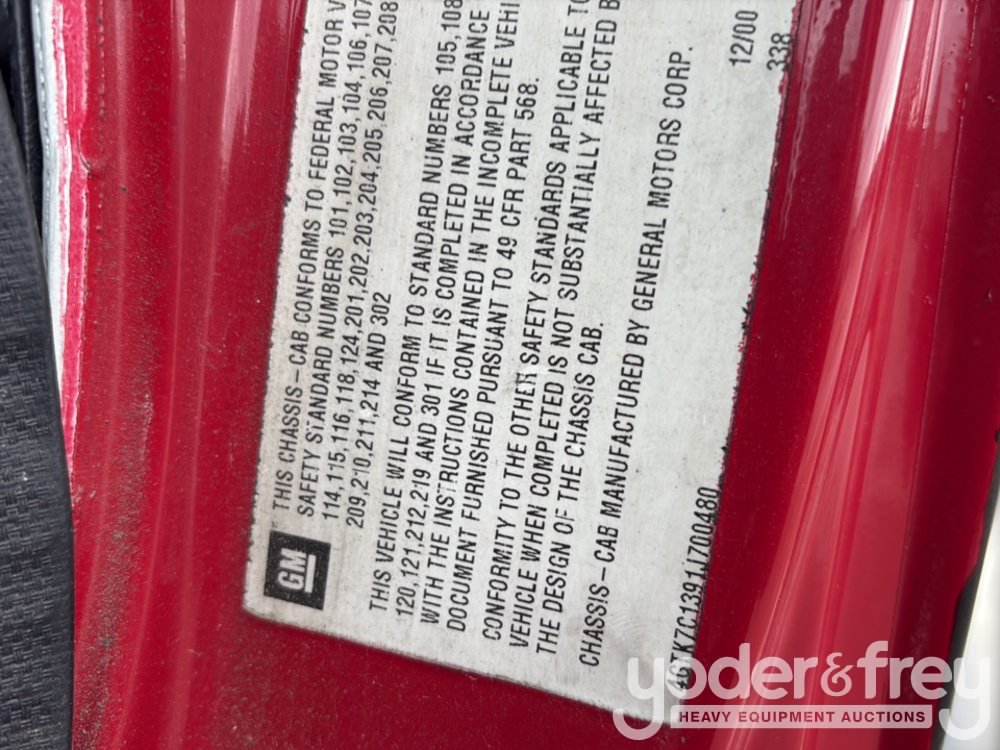 GM
THIS CHASSIS-CAB CONFORMS TO FEDERAL MOTOR V
SAFETY STANDARD NUMBERS 101,102,103,104,106,107
114,115,116,118,124,201,202,203,204,205,206,207,208
209,210,211,214 AND 302
THIS VEHICLE WILL CONFORM TO STANDARD NUMBERS 105,108
120,121,212,219 AND 301 IF IT IS COMPLETED IN ACCORDANCE
WITH THE INSTRUCTIONS CONTAINED IN THE INCOMPLETE VEHI
DOCUMENT FURNISHED PURSUANT TO 49 CFR PART 568.
CONFORMITY TO THE OTHER SAFETY STANDARDS APPLICABLE TO
VEHICLE WHEN COMPLETED IS NOT SUBSTANTIALLY AFFECTED B
THE DESIGN OF THE CHASSIS CAB.
CHASSIS-CAB MANUFACTURED BY GENERAL MOTORS CORP.
12/00
4GTK7C1391J700480
338
yoder&frey
HEAVY EQUIPMENT AUCTIONS